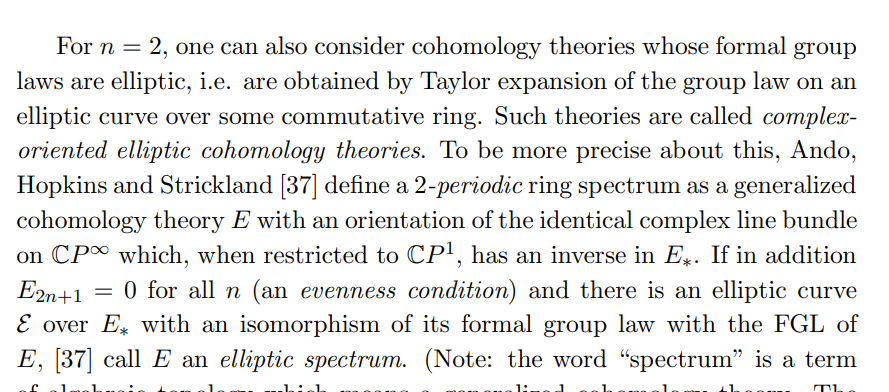 For n = 2, one can also consider cohomology theories whose formal group
laws are elliptic, i.e. are obtained by Taylor expansion of the group law on an
elliptic curve over some commutative ring. Such theories are called complex-
oriented elliptic cohomology theories. To be more precise about this, Ando,
Hopkins and Strickland [37] define a 2-periodic ring spectrum as a generalized
cohomology theory E with an orientation of the identical complex line bundle
on ℂP^∞ which, when restricted to ℂP¹, has an inverse in E_*. If in addition
E_{2n+1} = 0 for all n (an evenness condition) and there is an elliptic curve
ℰ over E_* with an isomorphism of its formal group law with the FGL of
E, [37] call E an elliptic spectrum. (Note: the word “spectrum” is a term